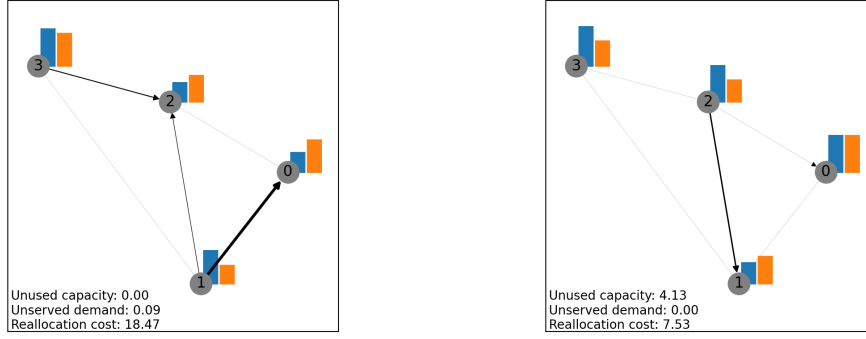 3
2
0
1
Unused capacity: 0.00
Unserved demand: 0.09
Reallocation cost: 18.47
3
2
0
1
Unused capacity: 4.13
Unserved demand: 0.00
Reallocation cost: 7.53